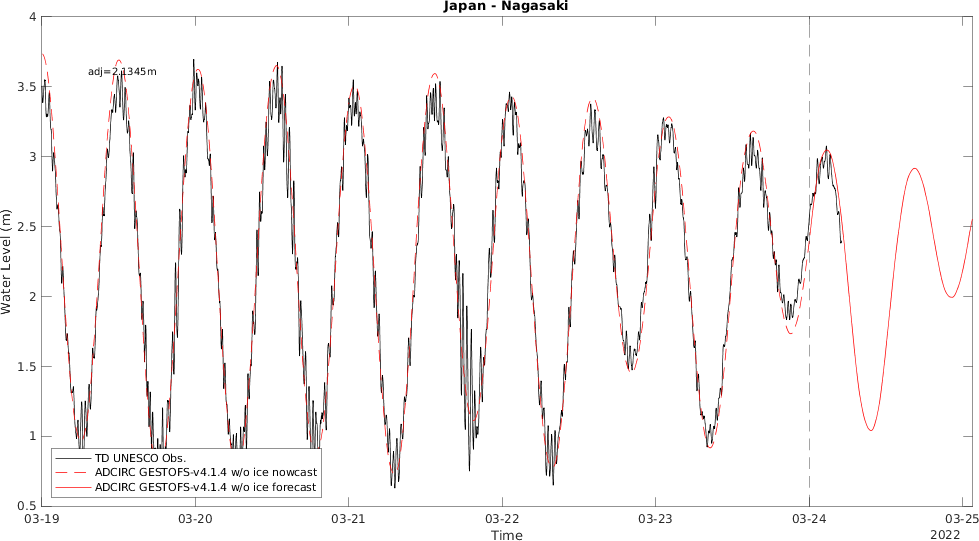 Japan - Nagasaki
4
adj=2.1345m
3.5
3
2.5
2
1.5
1
0.5
Water Level (m)
TD UNESCO Obs.
ADCIRC GESTOFS-v4.1.4 w/o ice nowcast
ADCIRC GESTOFS-v4.1.4 w/o ice forecast
03-19 03-20 03-21 03-22 03-23 03-24 03-25
Time
2022